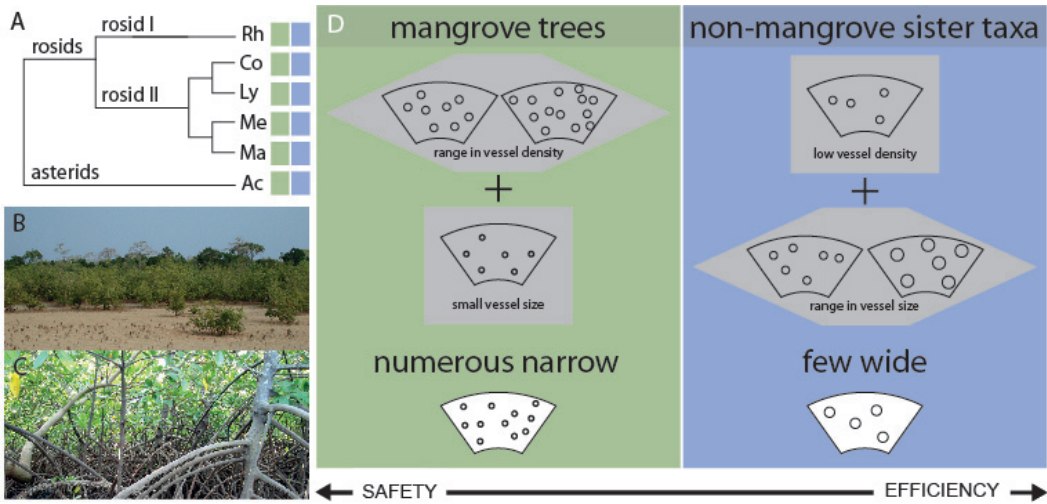 A
rosids
rosid I
rosid II
asterids
Rh
Co
Ly
Me
Ma
Ac
B
C
D
mangrove trees
range in vessel density
+
small vessel size
numerous narrow
non-mangrove sister taxa
low vessel density
+
range in vessel size
few wide
SAFETY
EFFICIENCY